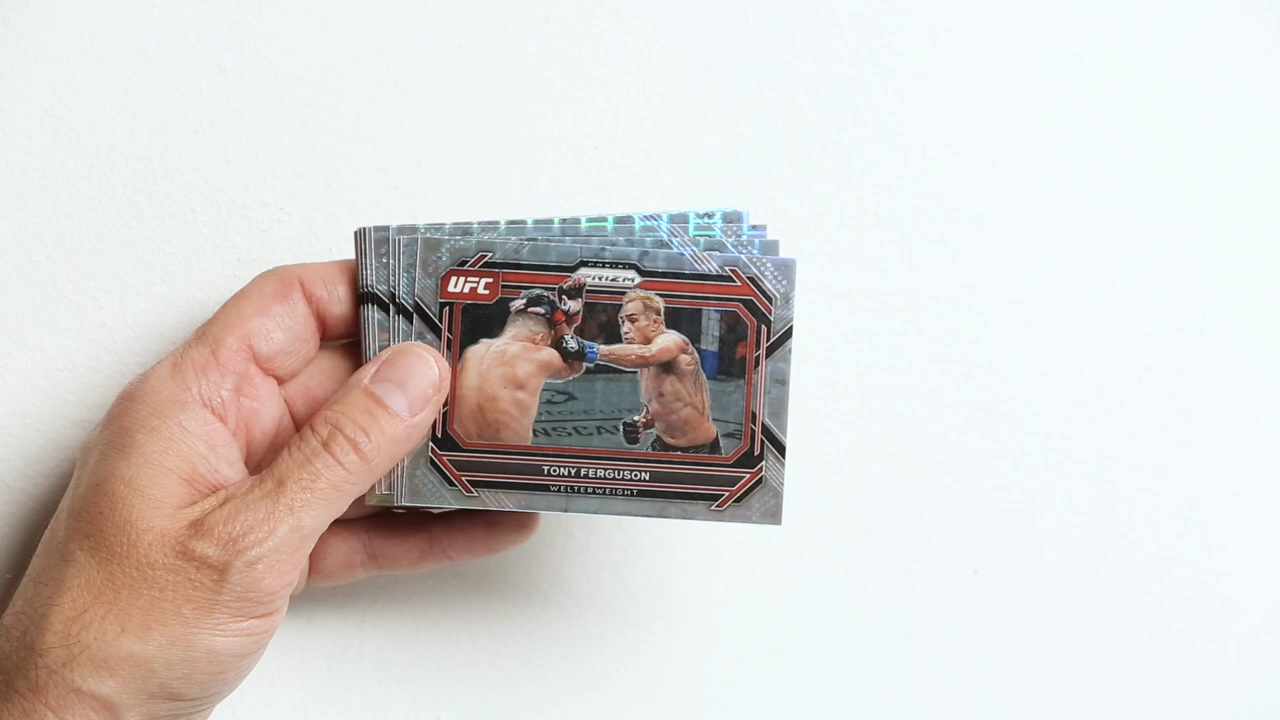 PANINI
PRIZM
UFC
TONY FERGUSON
WELTERWEIGHT